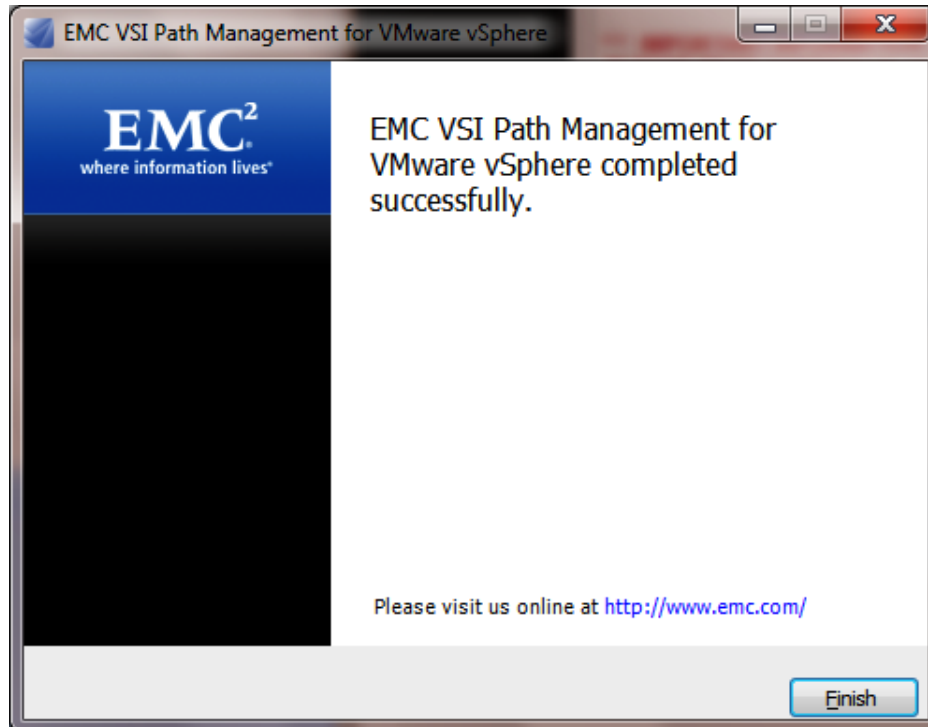 EMC VSI Path Management for VMware vSphere
EMC²
where information lives®
EMC VSI Path Management for
VMware vSphere completed
successfully.
Please visit us online at http://www.emc.com/
Finish